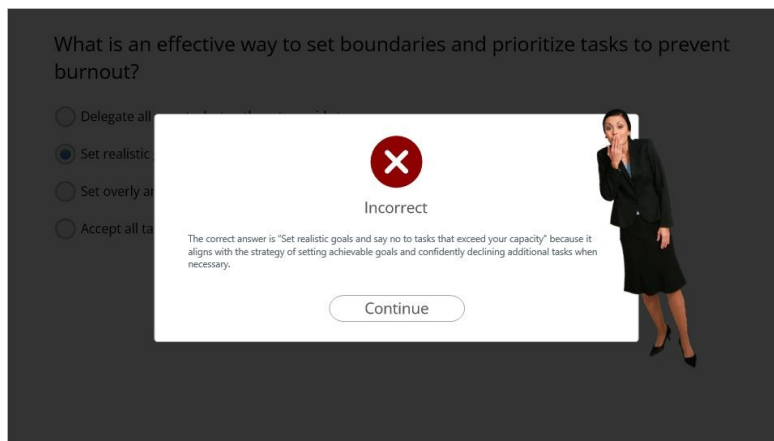 What is an effective way to set boundaries and prioritize tasks to prevent
burnout?
Delegate all
Set realistic
Set overly
Accept all
Incorrect
The correct answer is "Set realistic goals and say no to tasks that exceed your capacity" because it
aligns with the strategy of setting achievable goals and confidently declining additional tasks when
necessary.
Continue